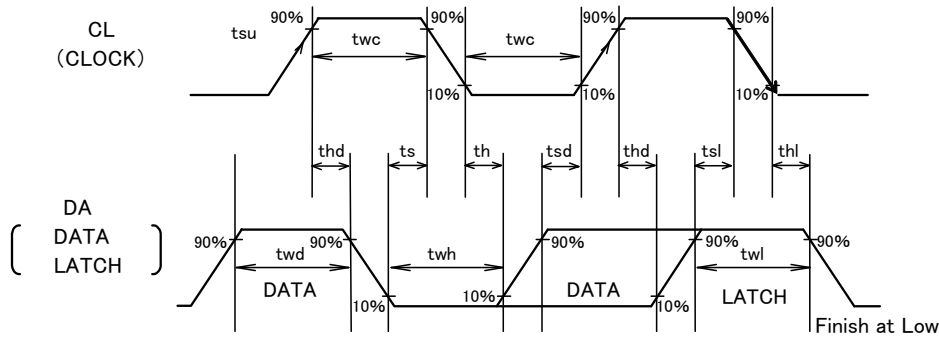 90% 90% 90% 90%
CL tsu twc twc
(CLOCK)
10% 10% 10%
thd ts th tsd thd tsl thl
DA
DATA
LATCH
90% 90% 90% 90% 90%
twd twh twl
DATA 10% 10% DATA 10% LATCH
Finish at Low